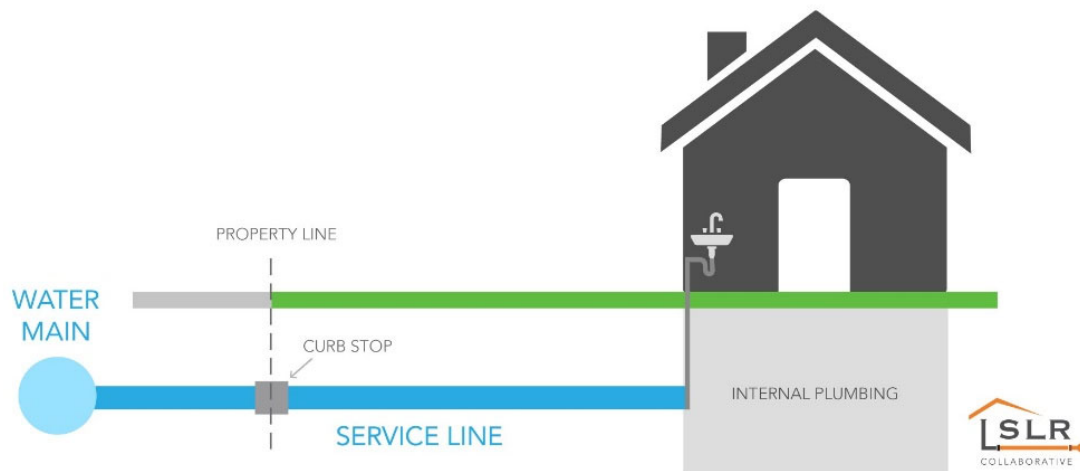 PROPERTY LINE
WATER
MAIN
CURB STOP
SERVICE LINE
INTERNAL PLUMBING
LSLR
COLLABORATIVE